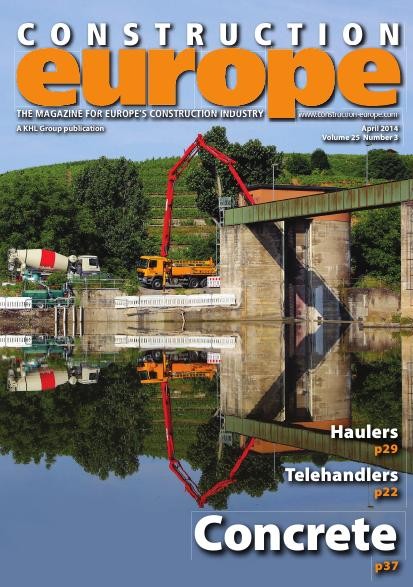 CONSTRUCTION
europe
THE MAGAZINE FOR EUROPE'S CONSTRUCTION INDUSTRY
www.construction-europe.com
A KHL Group publication
April 2014
Volume 25 Number 3
Haulers
p29
Telehandlers
p22
Concrete
p37